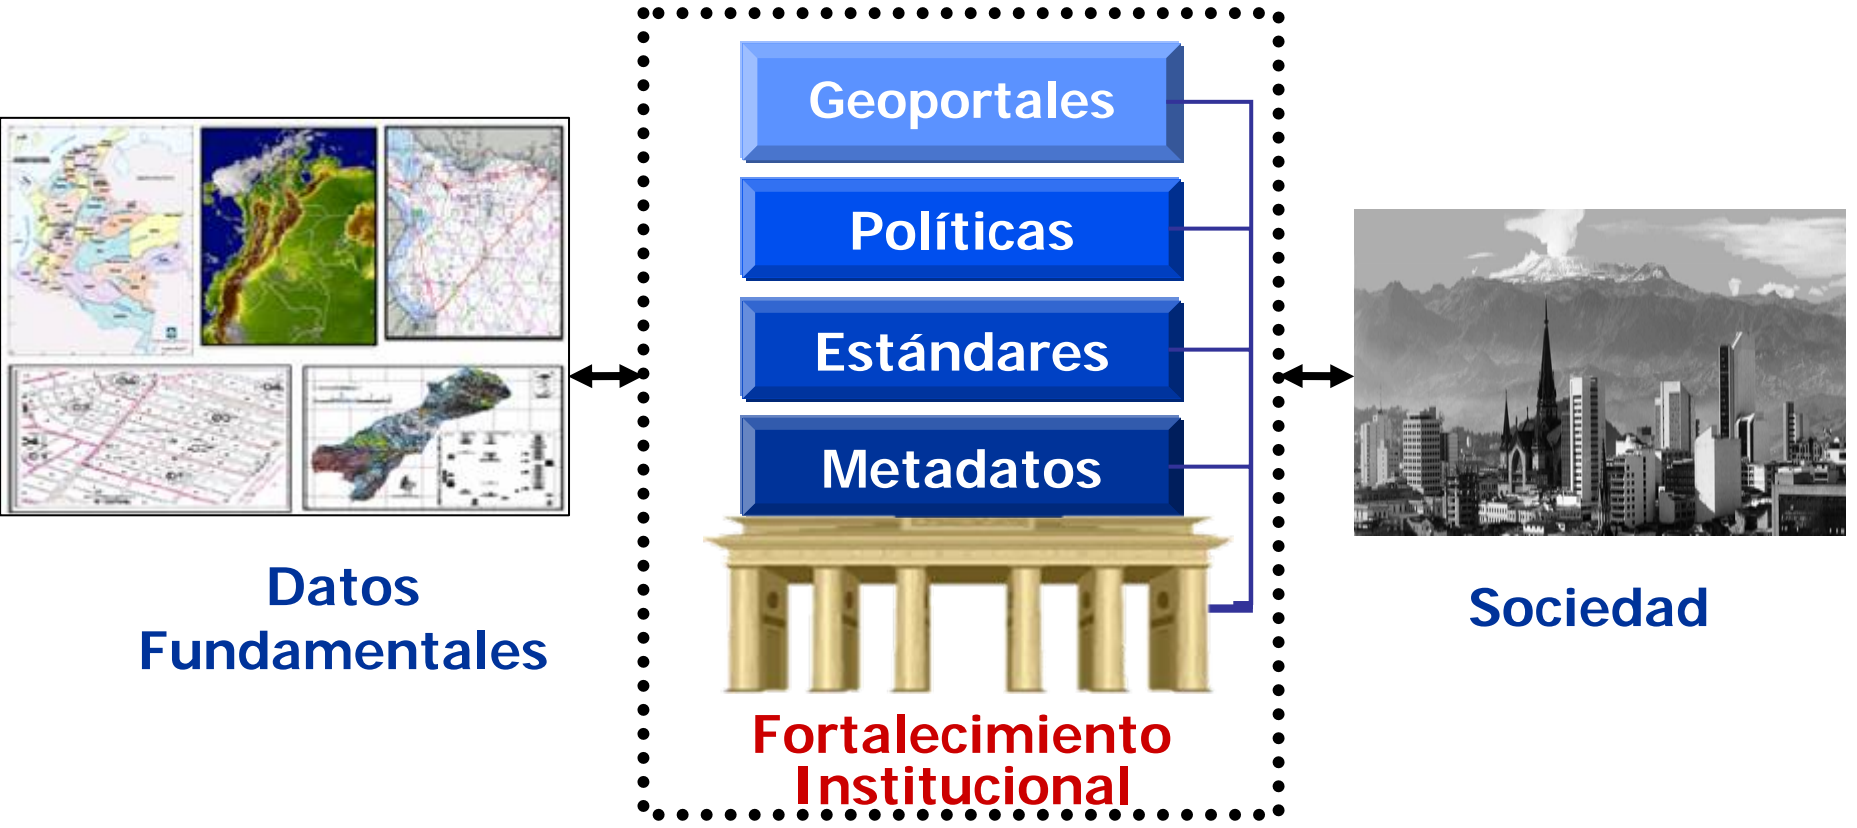 Geoportales
Políticas
Estándares
Metadatos
Datos
Fundamentales
Fortalecimiento
Institucional
Sociedad